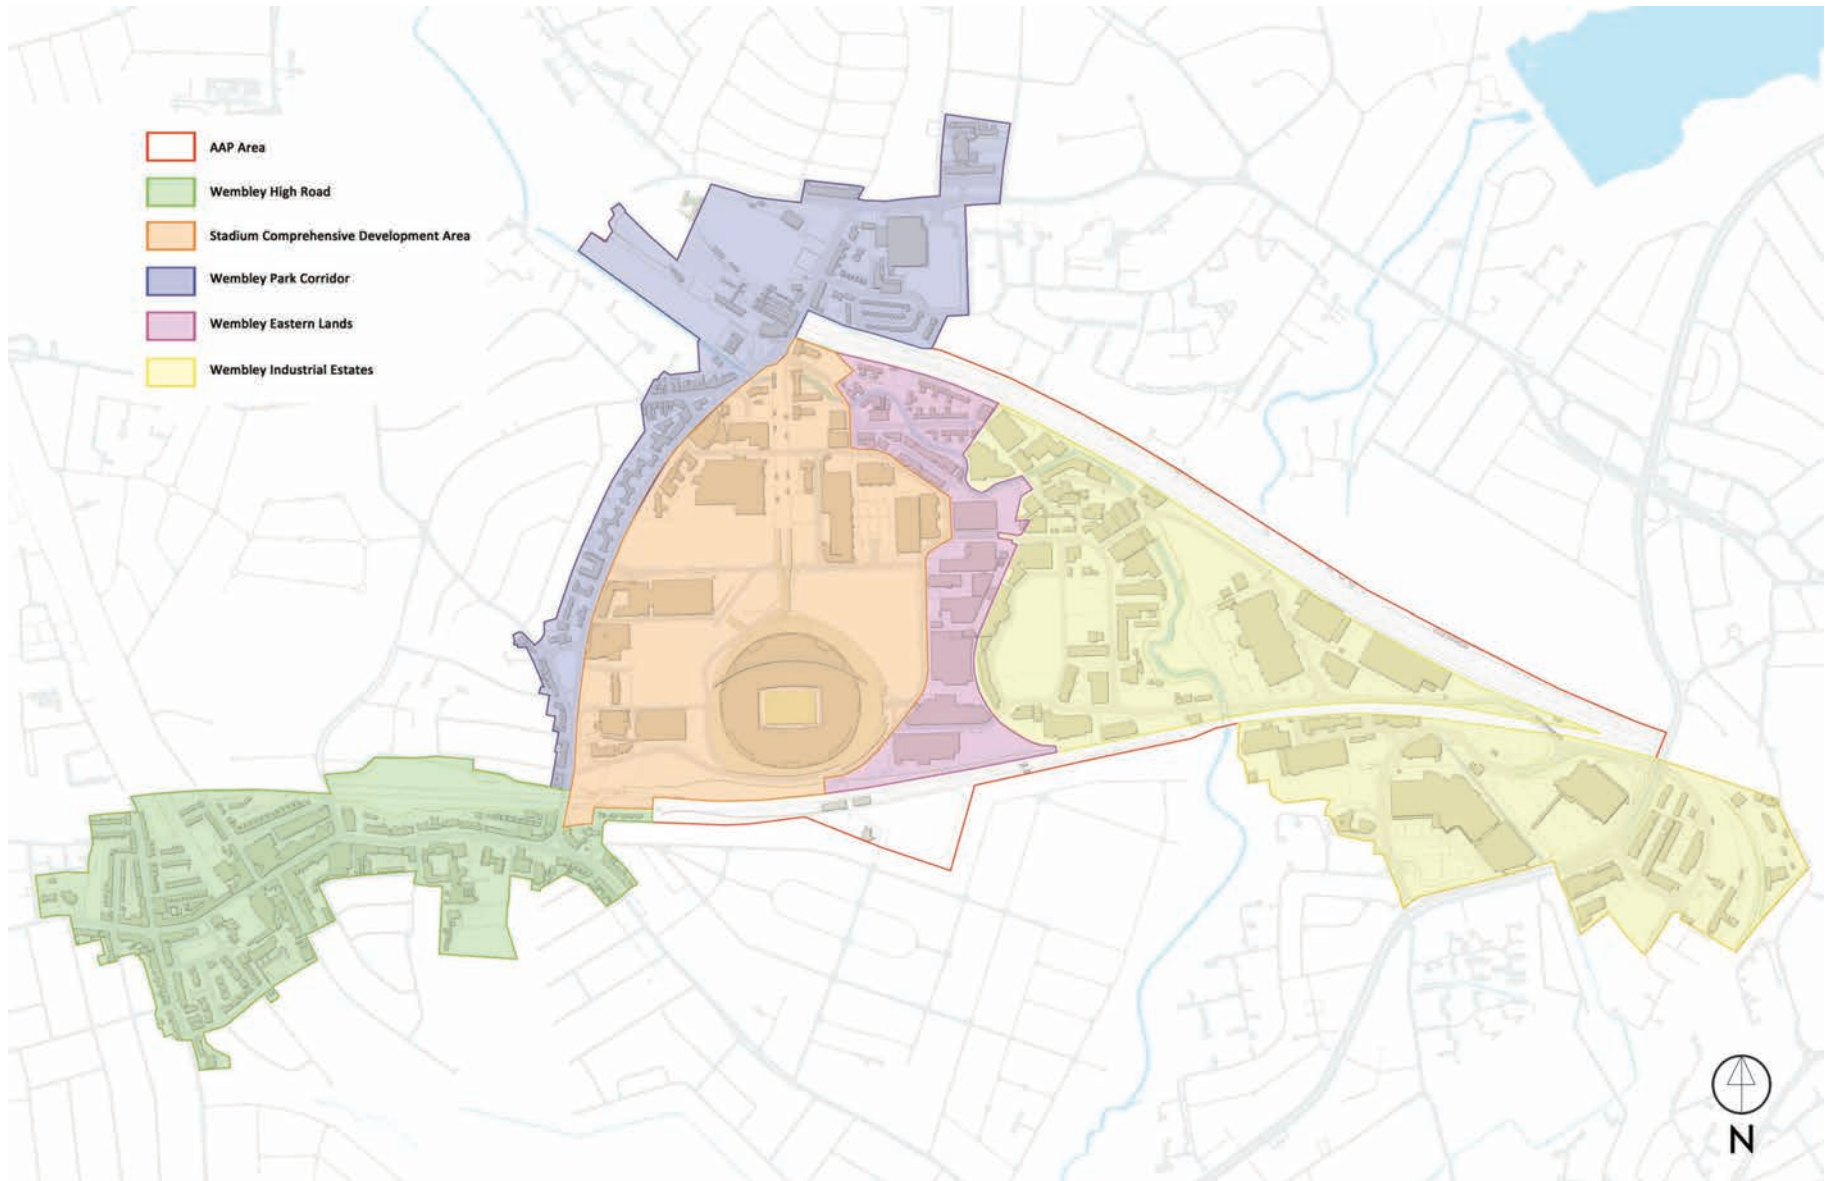 AAP Area
Wembley High Road
Stadium Comprehensive Development Area
Wembley Park Corridor
Wembley Eastern Lands
Wembley Industrial Estates
N